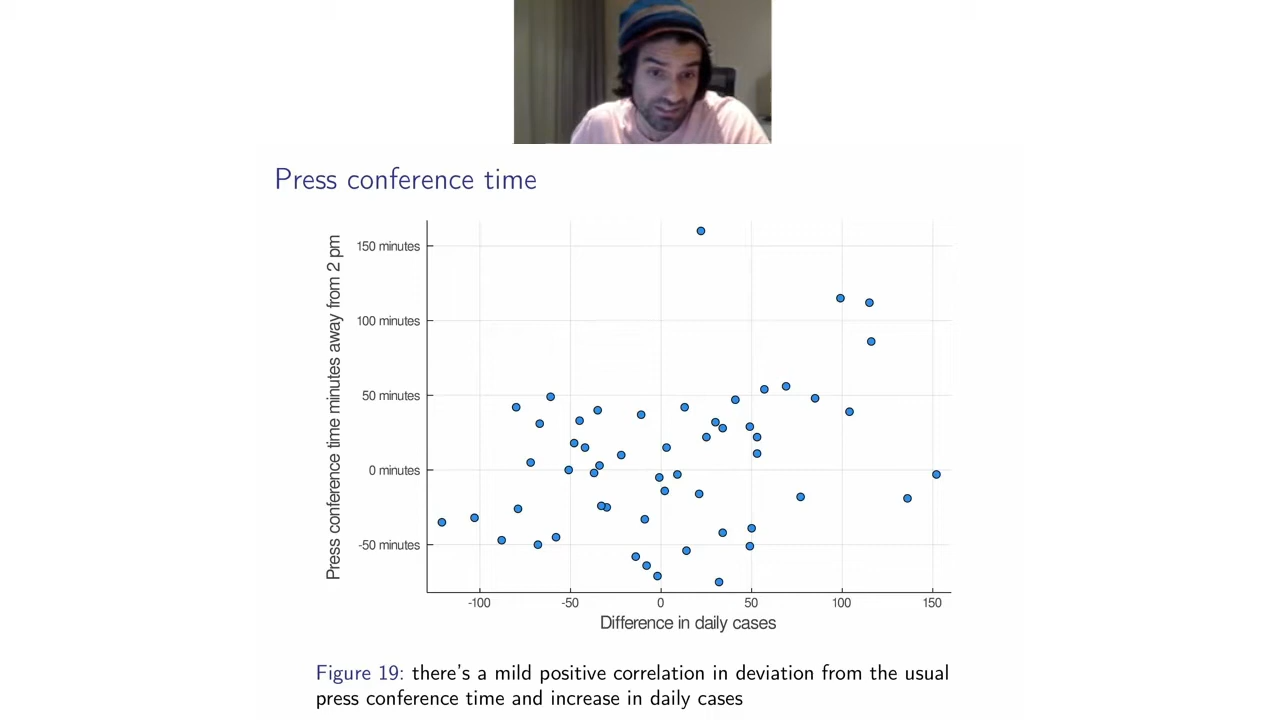 Press conference time
Press conference time minutes away from 2 pm
150 minutes
100 minutes
50 minutes
0 minutes
-50 minutes
-100
-50
0
50
100
150
Difference in daily cases
Figure 19: there's a mild positive correlation in deviation from the usual
press conference time and increase in daily cases